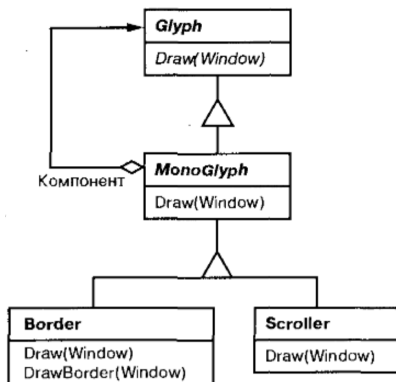 Glyph
Draw(Window)
Компонент
MonoGlyph
Draw(Window)
Border
Draw(Window)
DrawBorder(Window)
Scroller
Draw(Window)